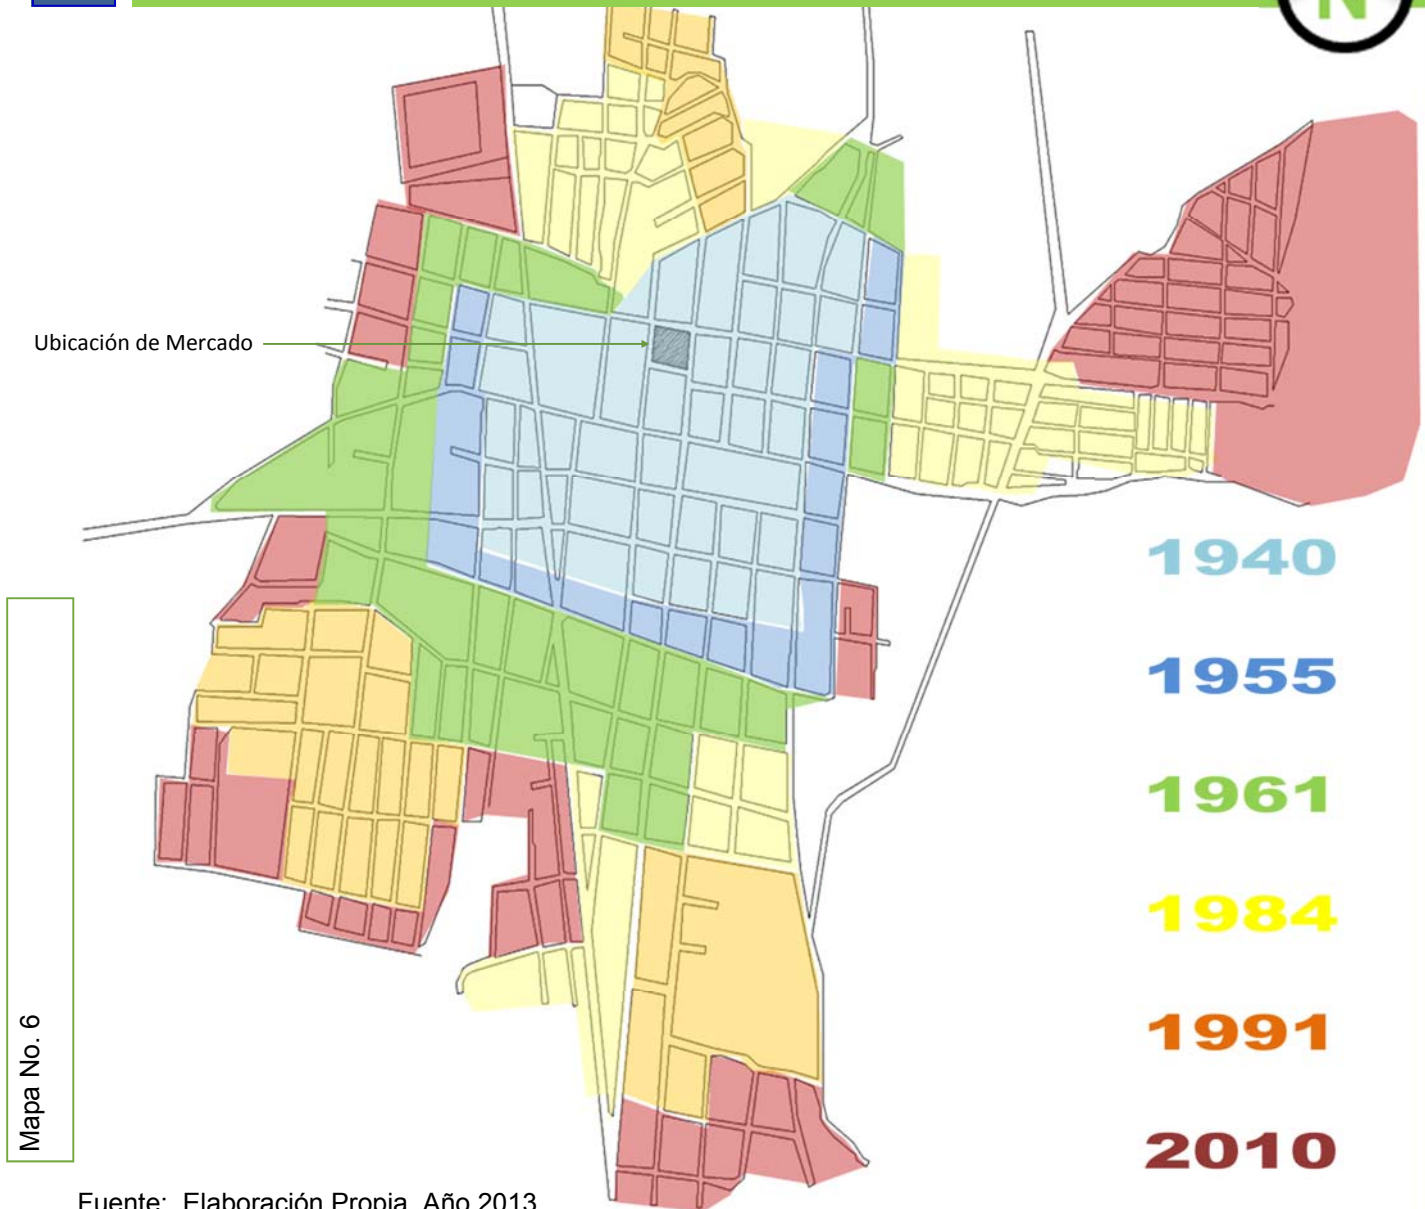 N
Ubicación de Mercado
1940
1955
1961
1984
1991
2010
Mapa No. 6
Fuente: Elaboración Propia, Año 2013